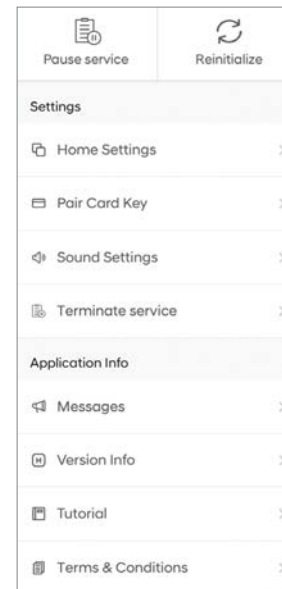 Pause service
Reinitialize
Settings
Home Settings
Pair Card Key
Sound Settings
Terminate service
Application Info
Messages
Version Info
Tutorial
Terms & Conditions